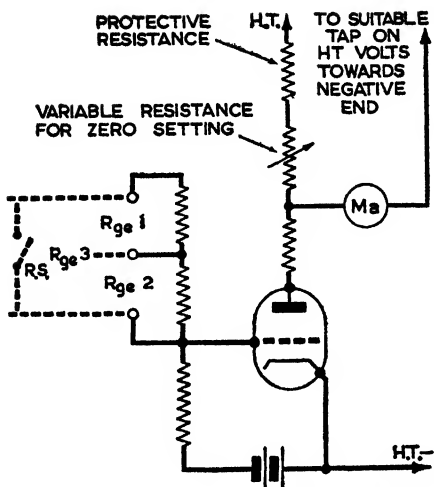 PROTECTIVE
RESISTANCE
H.T.
TO SUITABLE
TAP ON
HT VOLTS
TOWARDS
NEGATIVE
END
VARIABLE RESISTANCE
FOR ZERO SETTING
Ma
Rge 1
Rge 3
R.S.
Rge 2
H.T.-